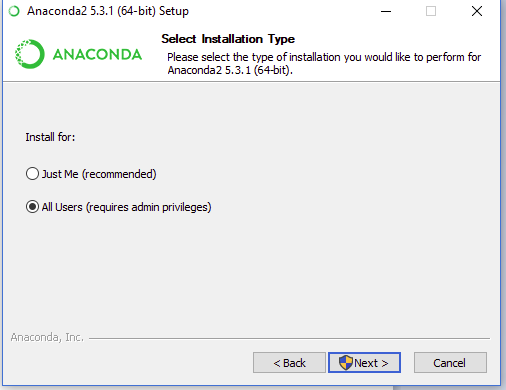 Anaconda2 5.3.1 (64-bit) Setup
ANACONDA
Select Installation Type
Please select the type of installation you would like to perform for
Anaconda2 5.3.1 (64-bit).
Install for:
Just Me (recommended)
All Users (requires admin privileges)
Anaconda, Inc.
< Back
Next >
Cancel